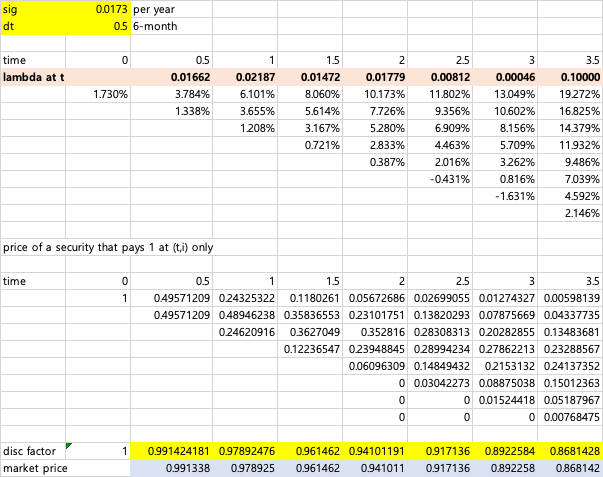 sig 0.0173 per year
dt 0.5 6-month
time 0 0.5 1 1.5 2 2.5 3 3.5
lambda at t 0.01662 0.02187 0.01472 0.01779 0.00812 0.00046 0.10000
1.730% 3.784% 6.101% 8.060% 10.173% 11.802% 13.049% 19.272%
1.338% 3.655% 5.614% 7.726% 9.356% 10.602% 16.825%
1.208% 3.167% 5.280% 6.909% 8.156% 14.379%
0.721% 2.833% 4.463% 5.709% 11.932%
0.387% 2.016% 3.262% 9.486%
-0.431% 0.816% 7.039%
-1.631% 4.592%
2.146%
price of a security that pays 1 at (t,i) only
time 0 0.5 1 1.5 2 2.5 3 3.5
1 0.49571209 0.24325322 0.1180261 0.05672686 0.02699055 0.01274327 0.00598139
0.49571209 0.48946238 0.35836553 0.23101751 0.13820293 0.07875669 0.04337735
0.24620916 0.3627049 0.352816 0.28308313 0.20282855 0.13483681
0.12236547 0.23948845 0.28994234 0.27862213 0.23288567
0.06096309 0.14849432 0.2153132 0.24137352
0 0.03042273 0.08875038 0.15012363
0 0 0.01524418 0.05187967
0 0 0 0.00768475
disc factor 1 0.991424181 0.97892476 0.961462 0.94101191 0.917136 0.8922584 0.8681428
market price 0.991338 0.978925 0.961462 0.941011 0.917136 0.892258 0.868142